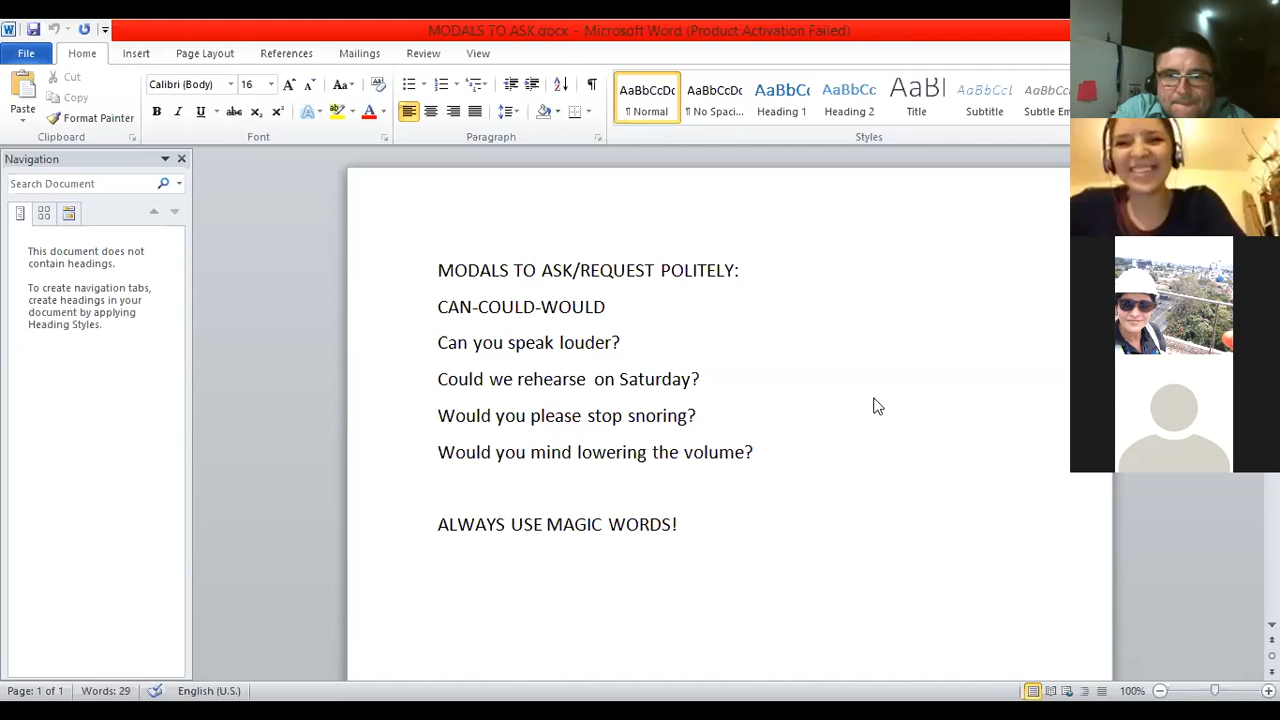 MODALS TO ASK.docx - Microsoft Word (Product Activation Failed)
File Home Insert Page Layout References Mailings Review View
Cut
Copy
Format Painter
Paste
Clipboard
Calibri (Body) 16
Font
Paragraph
AaBbCcDc AaBbCcDc AaBbCc AaBbCc AaBl AaBbCcL AaBbCcL
¶ Normal ¶ No Spaci... Heading 1 Heading 2 Title Subtitle Subtle Em
Styles
Navigation
Search Document
This document does not
contain headings.
To create navigation tabs,
create headings in your
document by applying
Heading Styles.
MODALS TO ASK/REQUEST POLITELY:
CAN-COULD-WOULD
Can you speak louder?
Could we rehearse on Saturday?
Would you please stop snoring?
Would you mind lowering the volume?
ALWAYS USE MAGIC WORDS!
Page: 1 of 1 Words: 29 English (U.S.) 100%